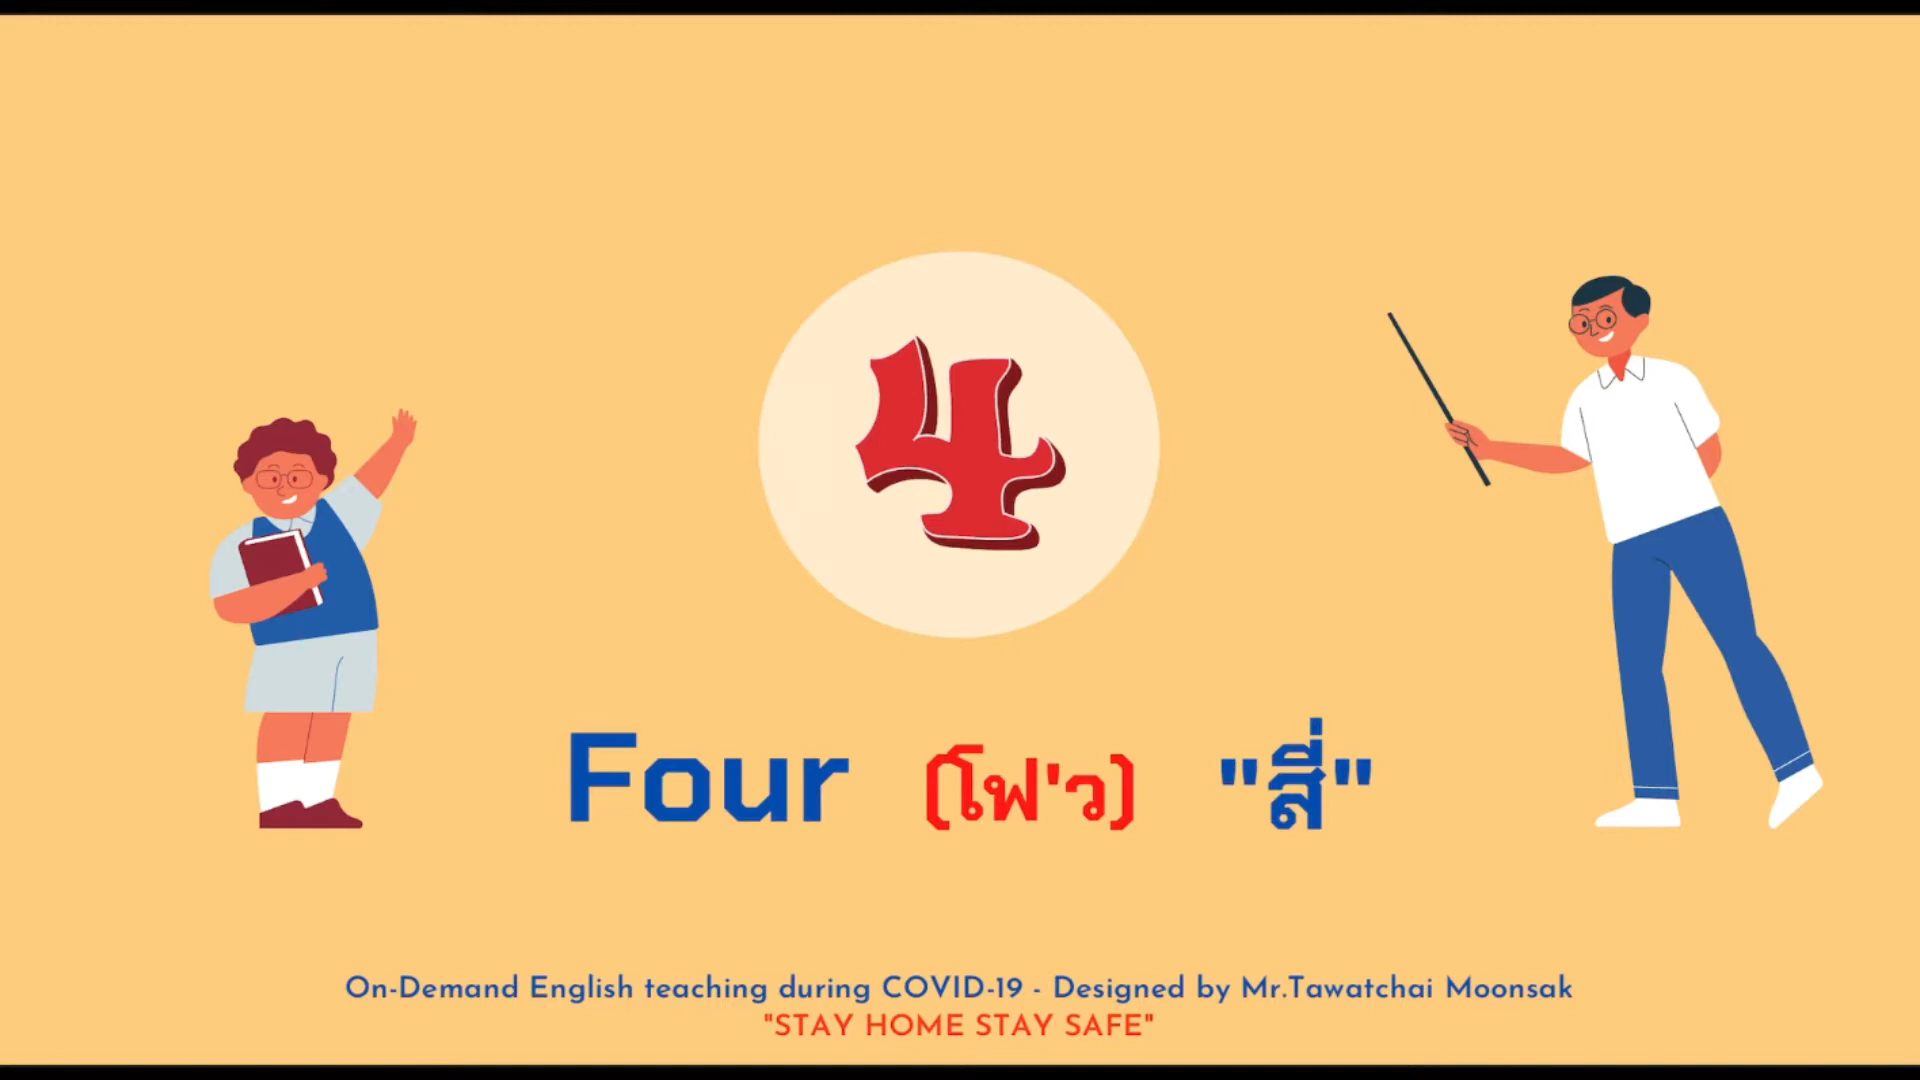 4
Four (โฟ'ว) "สี่"
On-Demand English teaching during COVID-19 - Designed by Mr.Tawatchai Moonsak
"STAY HOME STAY SAFE"